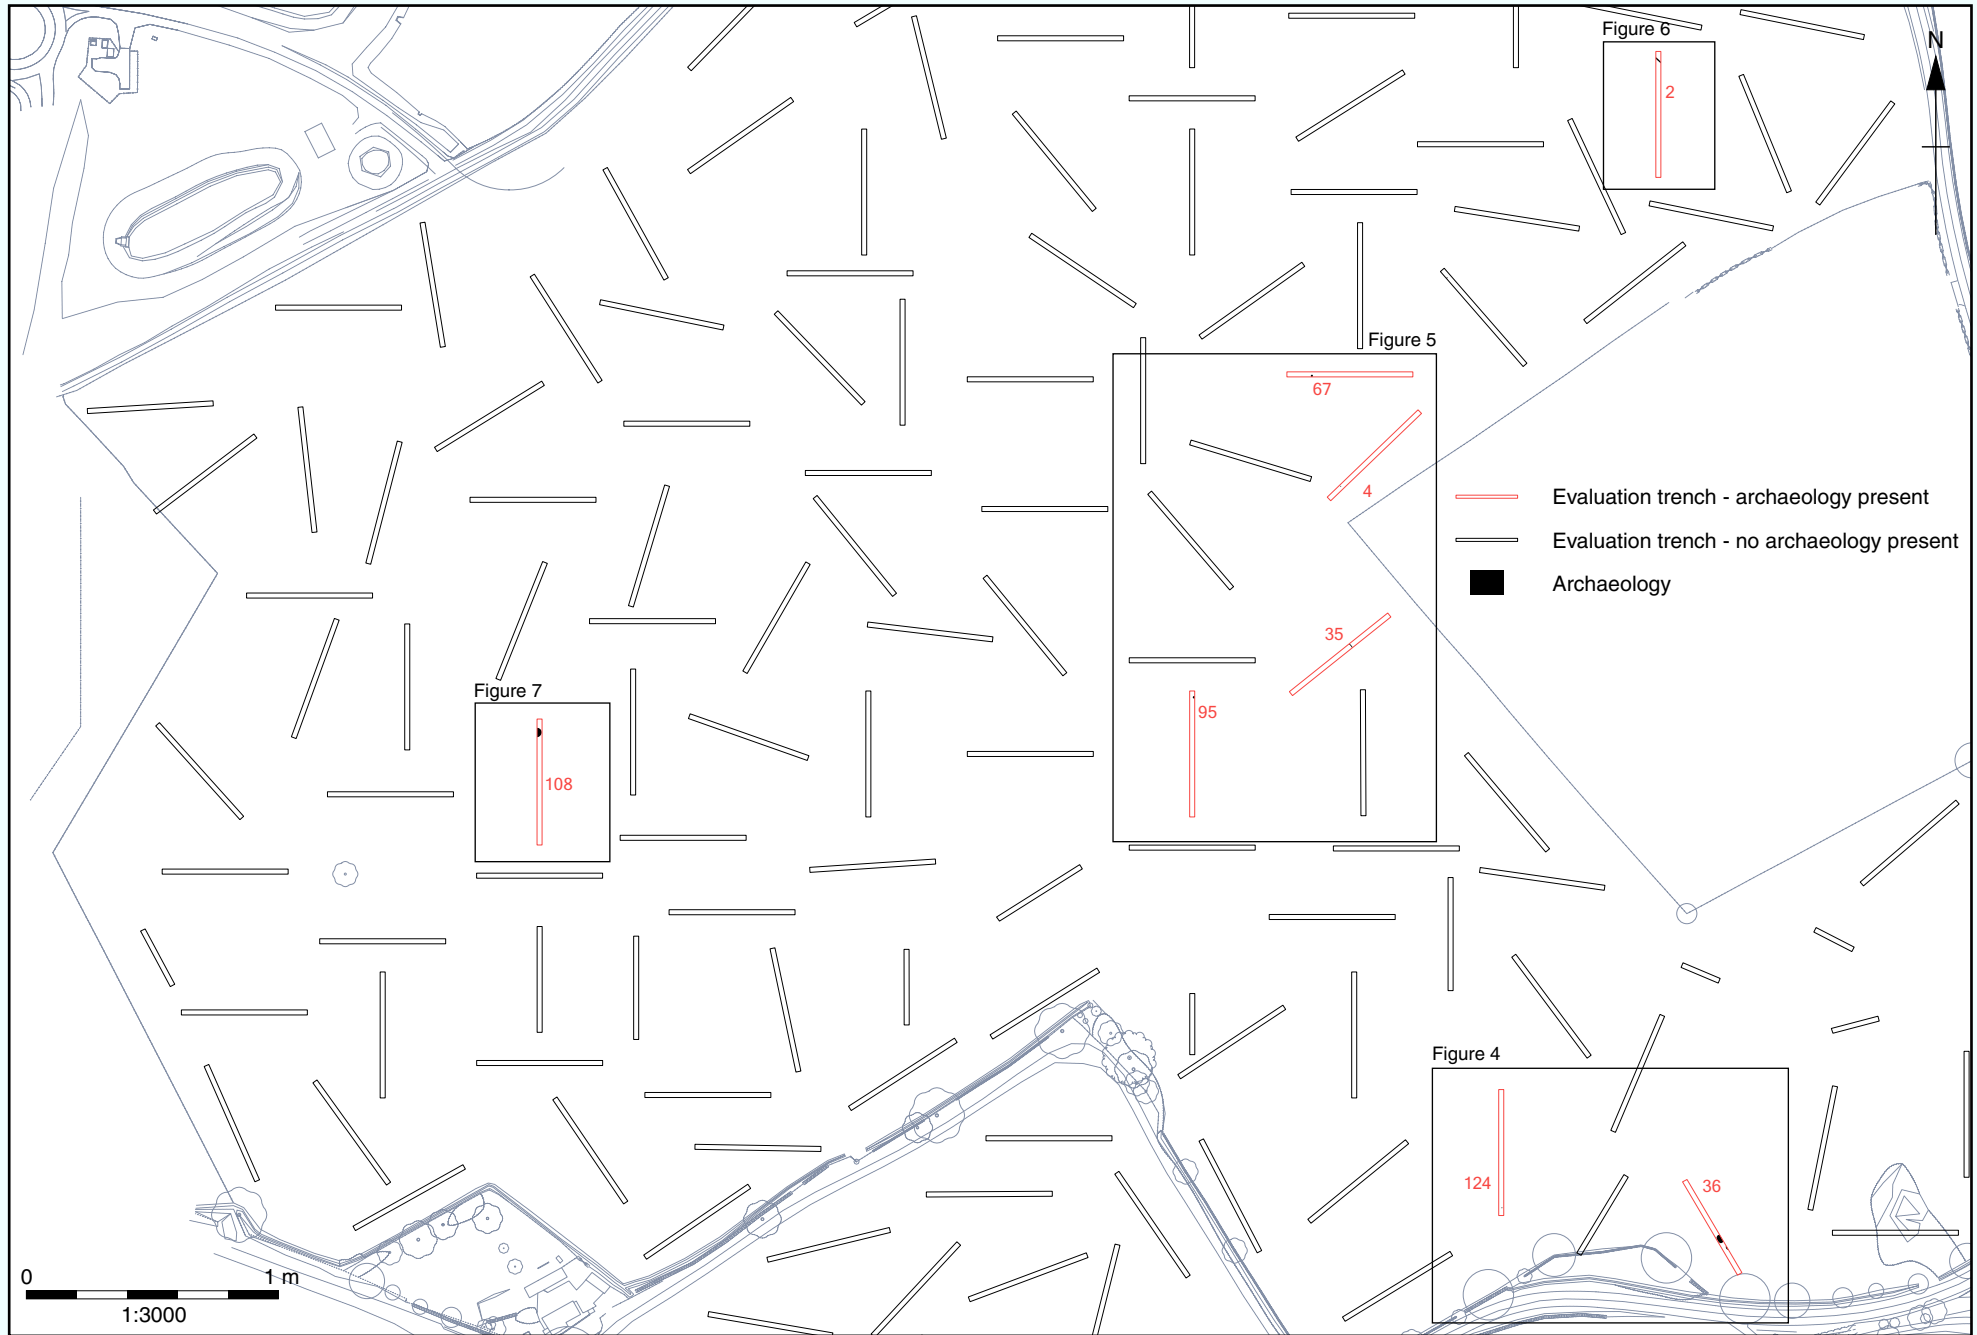 Figure 6
N
2
Figure 5
67
4
Evaluation trench - archaeology present
Evaluation trench - no archaeology present
Archaeology
35
Figure 7
95
108
Figure 4
124
36
0
1 m
1:3000